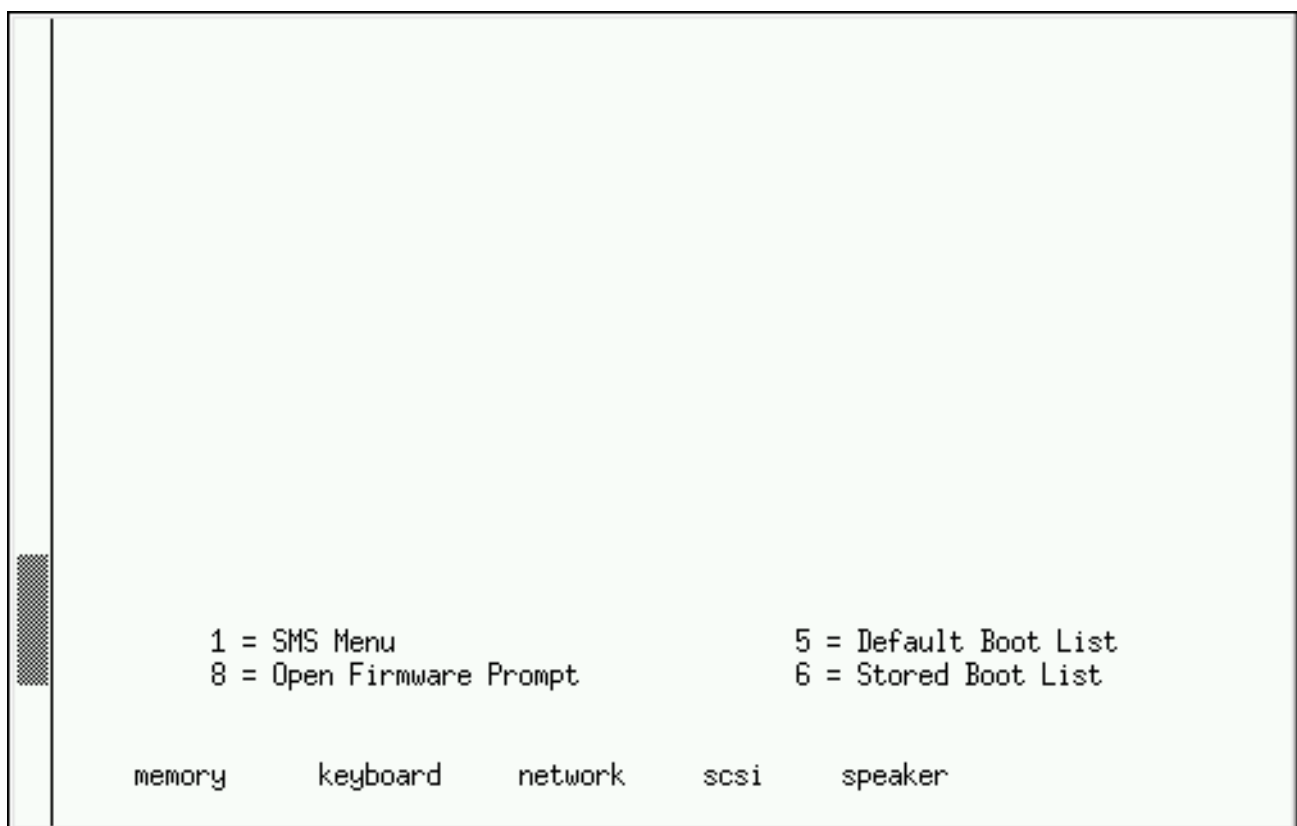 1 = SMS Menu                          5 = Default Boot List
8 = Open Firmware Prompt              6 = Stored Boot List
memory      keyboard     network     scsi     speaker